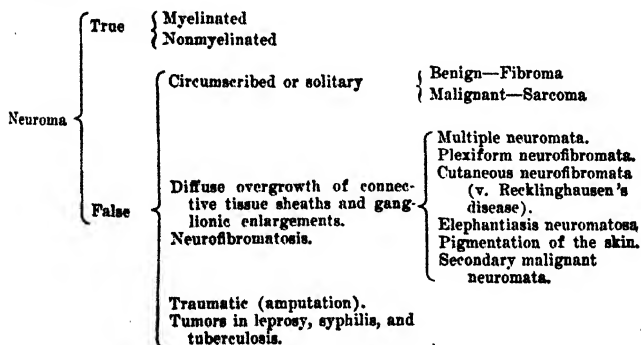 Neuroma
True
Myelinated
Nonmyelinated
False
Circumscribed or solitary
Benign—Fibroma
Malignant—Sarcoma
Diffuse overgrowth of connec-
tive tissue sheaths and gang-
lionic enlargements.
Neurofibromatosis.
Multiple neuromata.
Plexiform neurofibromata.
Cutaneous neurofibromata
(v. Recklinghausen's
disease).
Elephantiasis neuromatosa.
Pigmentation of the skin.
Secondary malignant
neuromata.
Traumatic (amputation).
Tumors in leprosy, syphilis, and
tuberculosis.